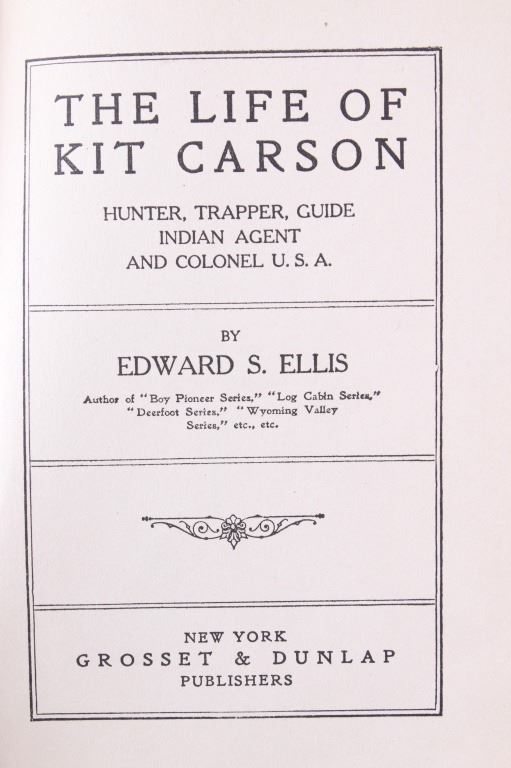 THE LIFE OF
KIT CARSON
HUNTER, TRAPPER, GUIDE
INDIAN AGENT
AND COLONEL U. S. A.
BY
EDWARD S. ELLIS
Author of "Boy Pioneer Series," "Log Cabin Series,"
"Deerfoot Series," "Wyoming Valley
Series," etc., etc.
NEW YORK
GROSSET & DUNLAP
PUBLISHERS